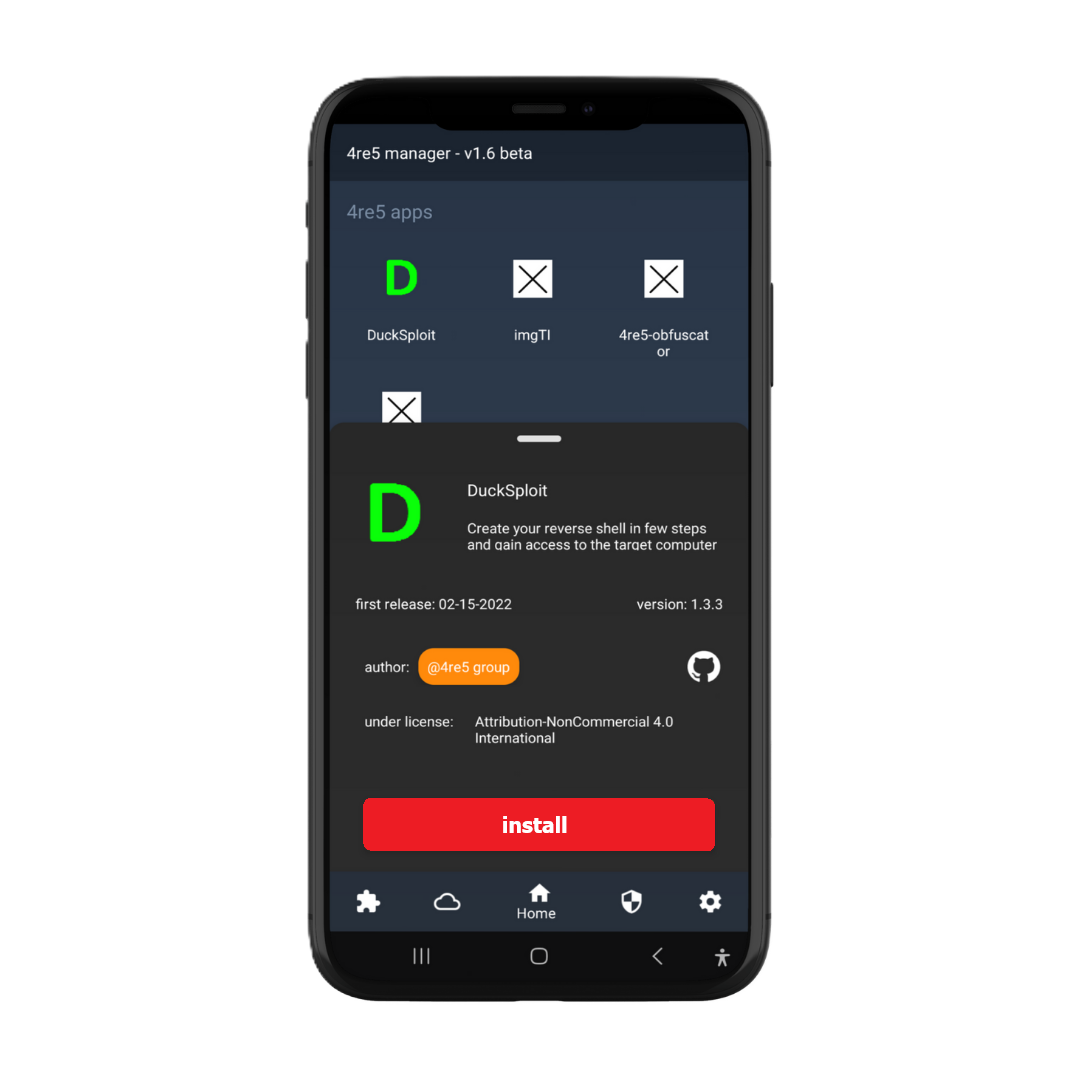 4re5 manager - v1.6 beta
4re5 apps
D
DuckSploit
imgTI
4re5-obfuscat
or
D
DuckSploit
Create your reverse shell in few steps
and gain access to the target computer
first release: 02-15-2022
version: 1.3.3
author:
@4re5 group
under license:
Attribution-NonCommercial 4.0
International
install
Home